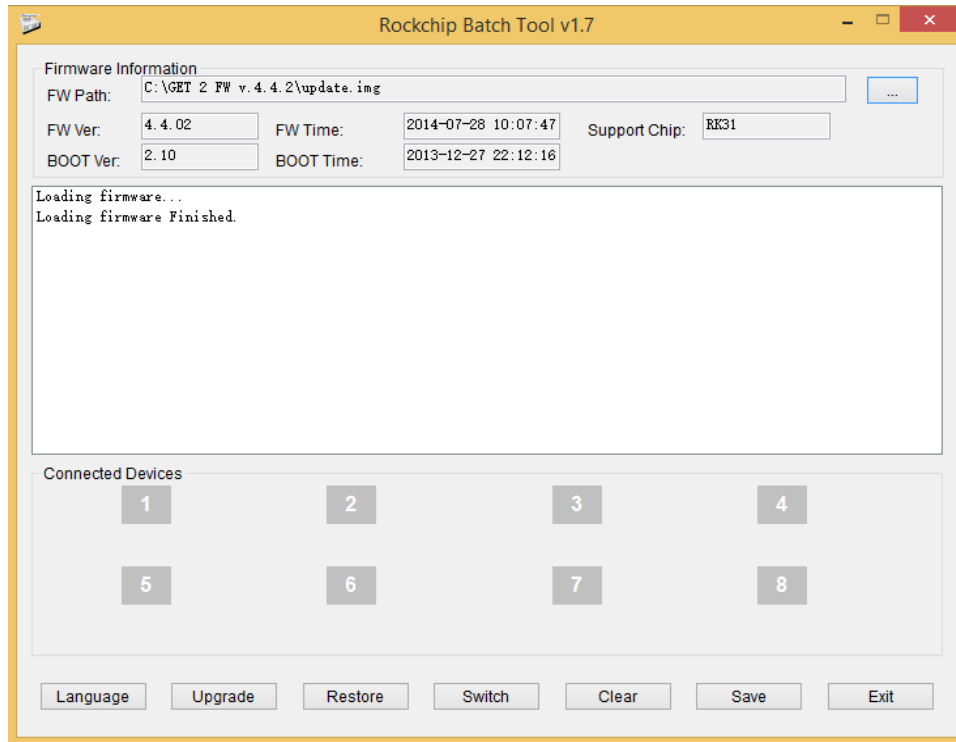 Rockchip Batch Tool v1.7
Firmware Information
FW Path: C:\GET 2 FW v.4.4.2\update.img ...
FW Ver: 4.4.02 FW Time: 2014-07-28 10:07:47 Support Chip: RK31
BOOT Ver: 2.10 BOOT Time: 2013-12-27 22:12:16
Loading firmware...
Loading firmware Finished.
Connected Devices
1 2 3 4
5 6 7 8
Language Upgrade Restore Switch Clear Save Exit